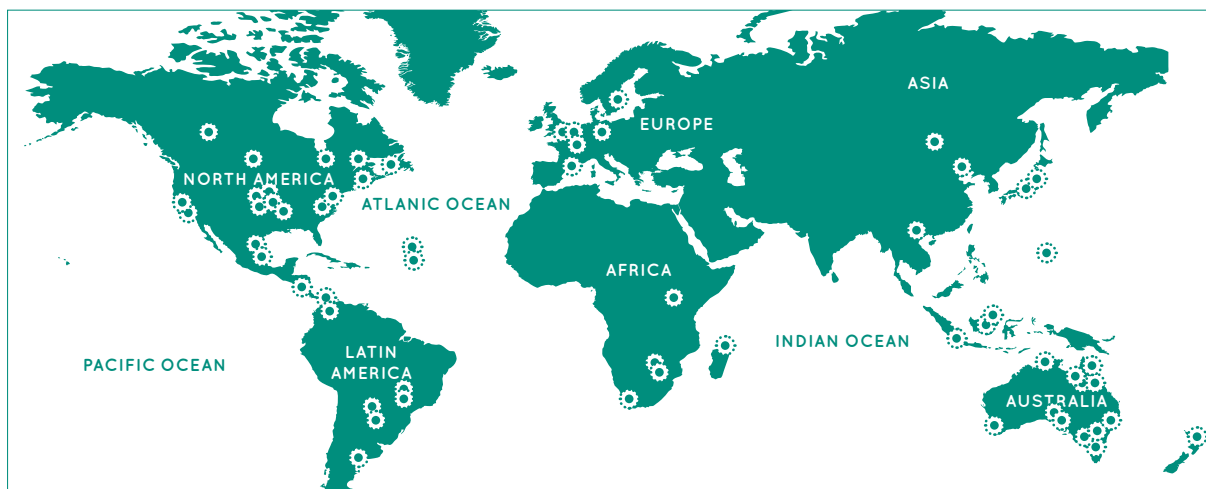 ASIA
EUROPE
NORTH AMERICA
ATLANIC OCEAN
AFRICA
INDIAN OCEAN
LATIN
AMERICA
PACIFIC OCEAN
AUSTRALIA